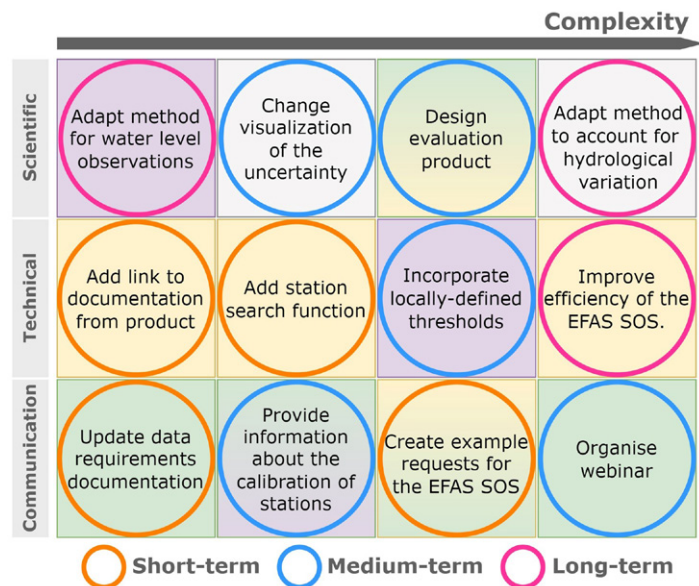 Complexity
Scientific
Adapt method
for water level
observations
Change
visualization
of the
uncertainty
Design
evaluation
product
Adapt method
to account for
hydrological
variation
Technical
Add link to
documentation
from product
Add station
search function
Incorporate
locally-defined
thresholds
Improve
efficiency of the
EFAS SOS.
Communication
Update data
requirements
documentation
Provide
information
about the
calibration of
stations
Create example
requests for
the EFAS SOS
Organise
webinar
Short-term
Medium-term
Long-term